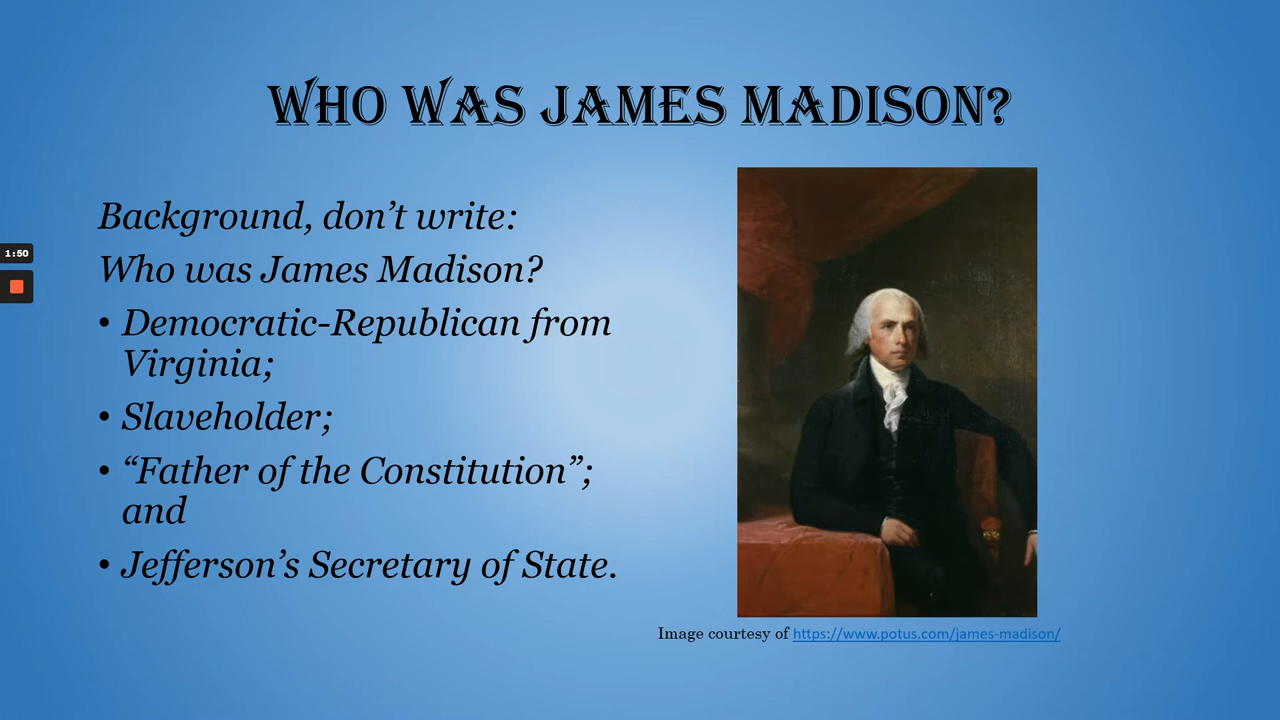 WHO WAS JAMES MADISON?
Background, don’t write:
Who was James Madison?
• Democratic-Republican from
Virginia;
• Slaveholder;
• “Father of the Constitution”;
and
• Jefferson’s Secretary of State.
1:50
Image courtesy of https://www.potus.com/james-madison/